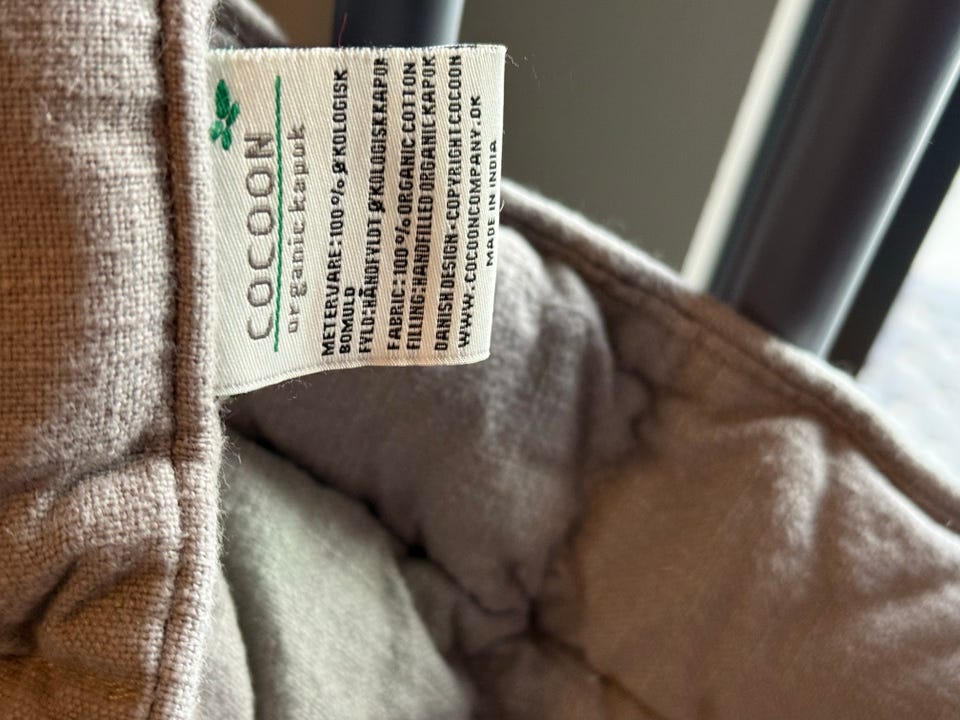 COCOON
organic kapok
METERVARE: 100 % ØKOLOGISK
BOMULD
FYLD: HÅNDFYLDT ØKOLOGISK KAPOK
FABRIC: 100 % ORGANIC COTTON
FILING: HANDFILLED ORGANIC KAPOK
DANISH DESIGN - COPYRIGHT COCOON
WWW.COCOONCOMPANY.DK
MADE IN INDIA